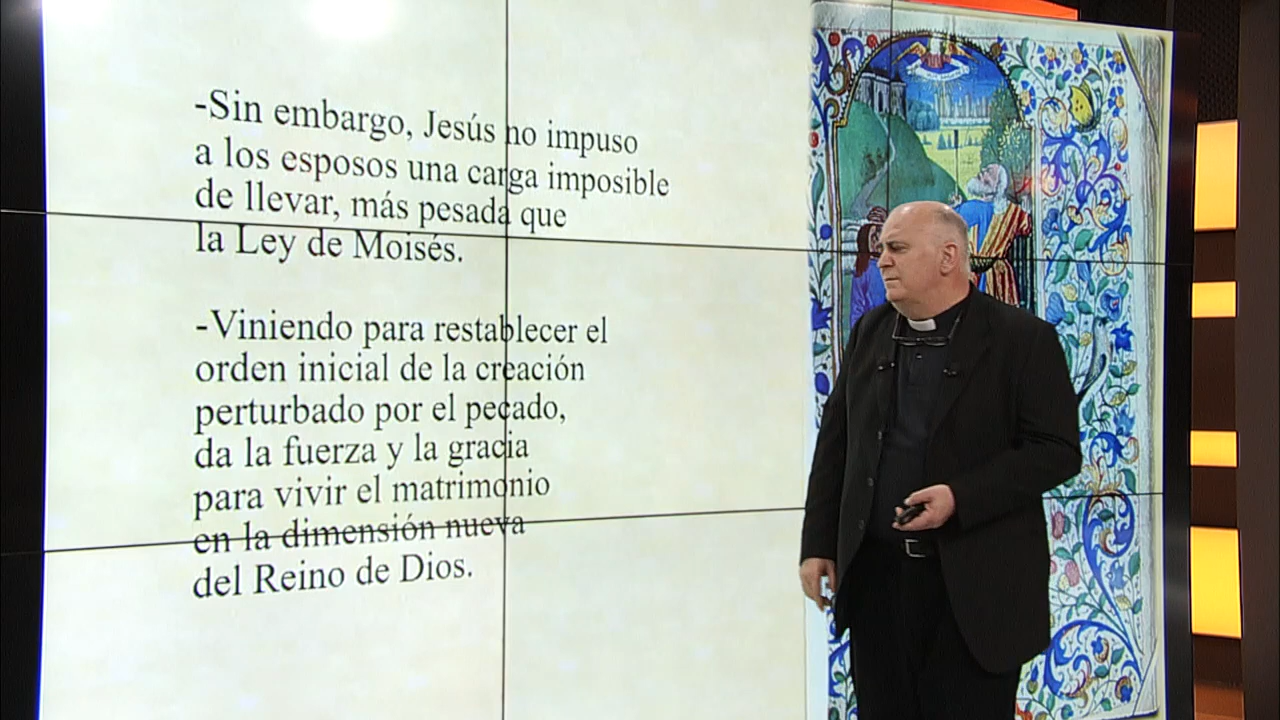 -Sin embargo, Jesús no impuso
a los esposos una carga imposible
de llevar, más pesada que
la Ley de Moisés.
-Viniendo para restablecer el
orden inicial de la creación
perturbado por el pecado,
da la fuerza y la gracia
para vivir el matrimonio
en la dimensión nueva
del Reino de Dios.